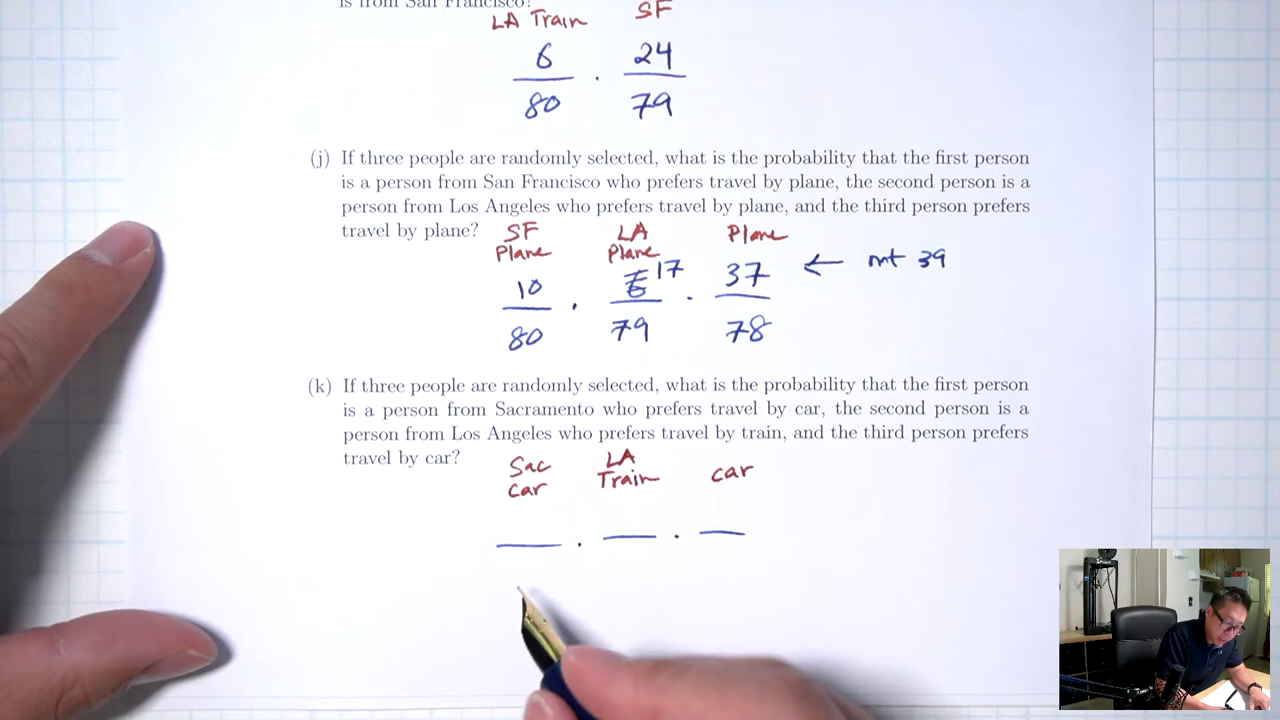 is from San Francisco?
LA Train SF
6 . 24
80 79
(j) If three people are randomly selected, what is the probability that the first person
is a person from San Francisco who prefers travel by plane, the second person is a
person from Los Angeles who prefers travel by plane, and the third person prefers
travel by plane? SF LA Plane
Plane Plane
10 . 17 . 37 ← not 39
80 79 78
(k) If three people are randomly selected, what is the probability that the first person
is a person from Sacramento who prefers travel by car, the second person is a
person from Los Angeles who prefers travel by train, and the third person prefers
travel by car? Sac LA car
Car Train